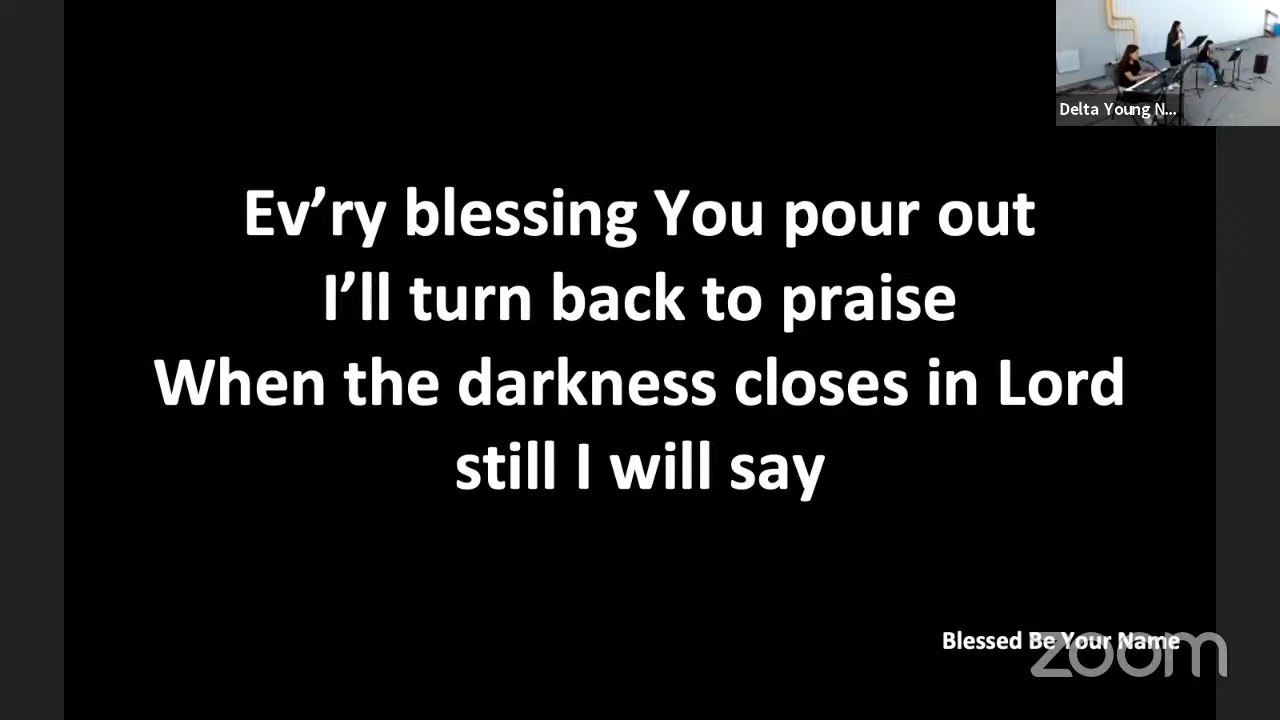 Delta Young N...
Ev’ry blessing You pour out
I’ll turn back to praise
When the darkness closes in Lord
still I will say
Blessed Be Your Name
zoom